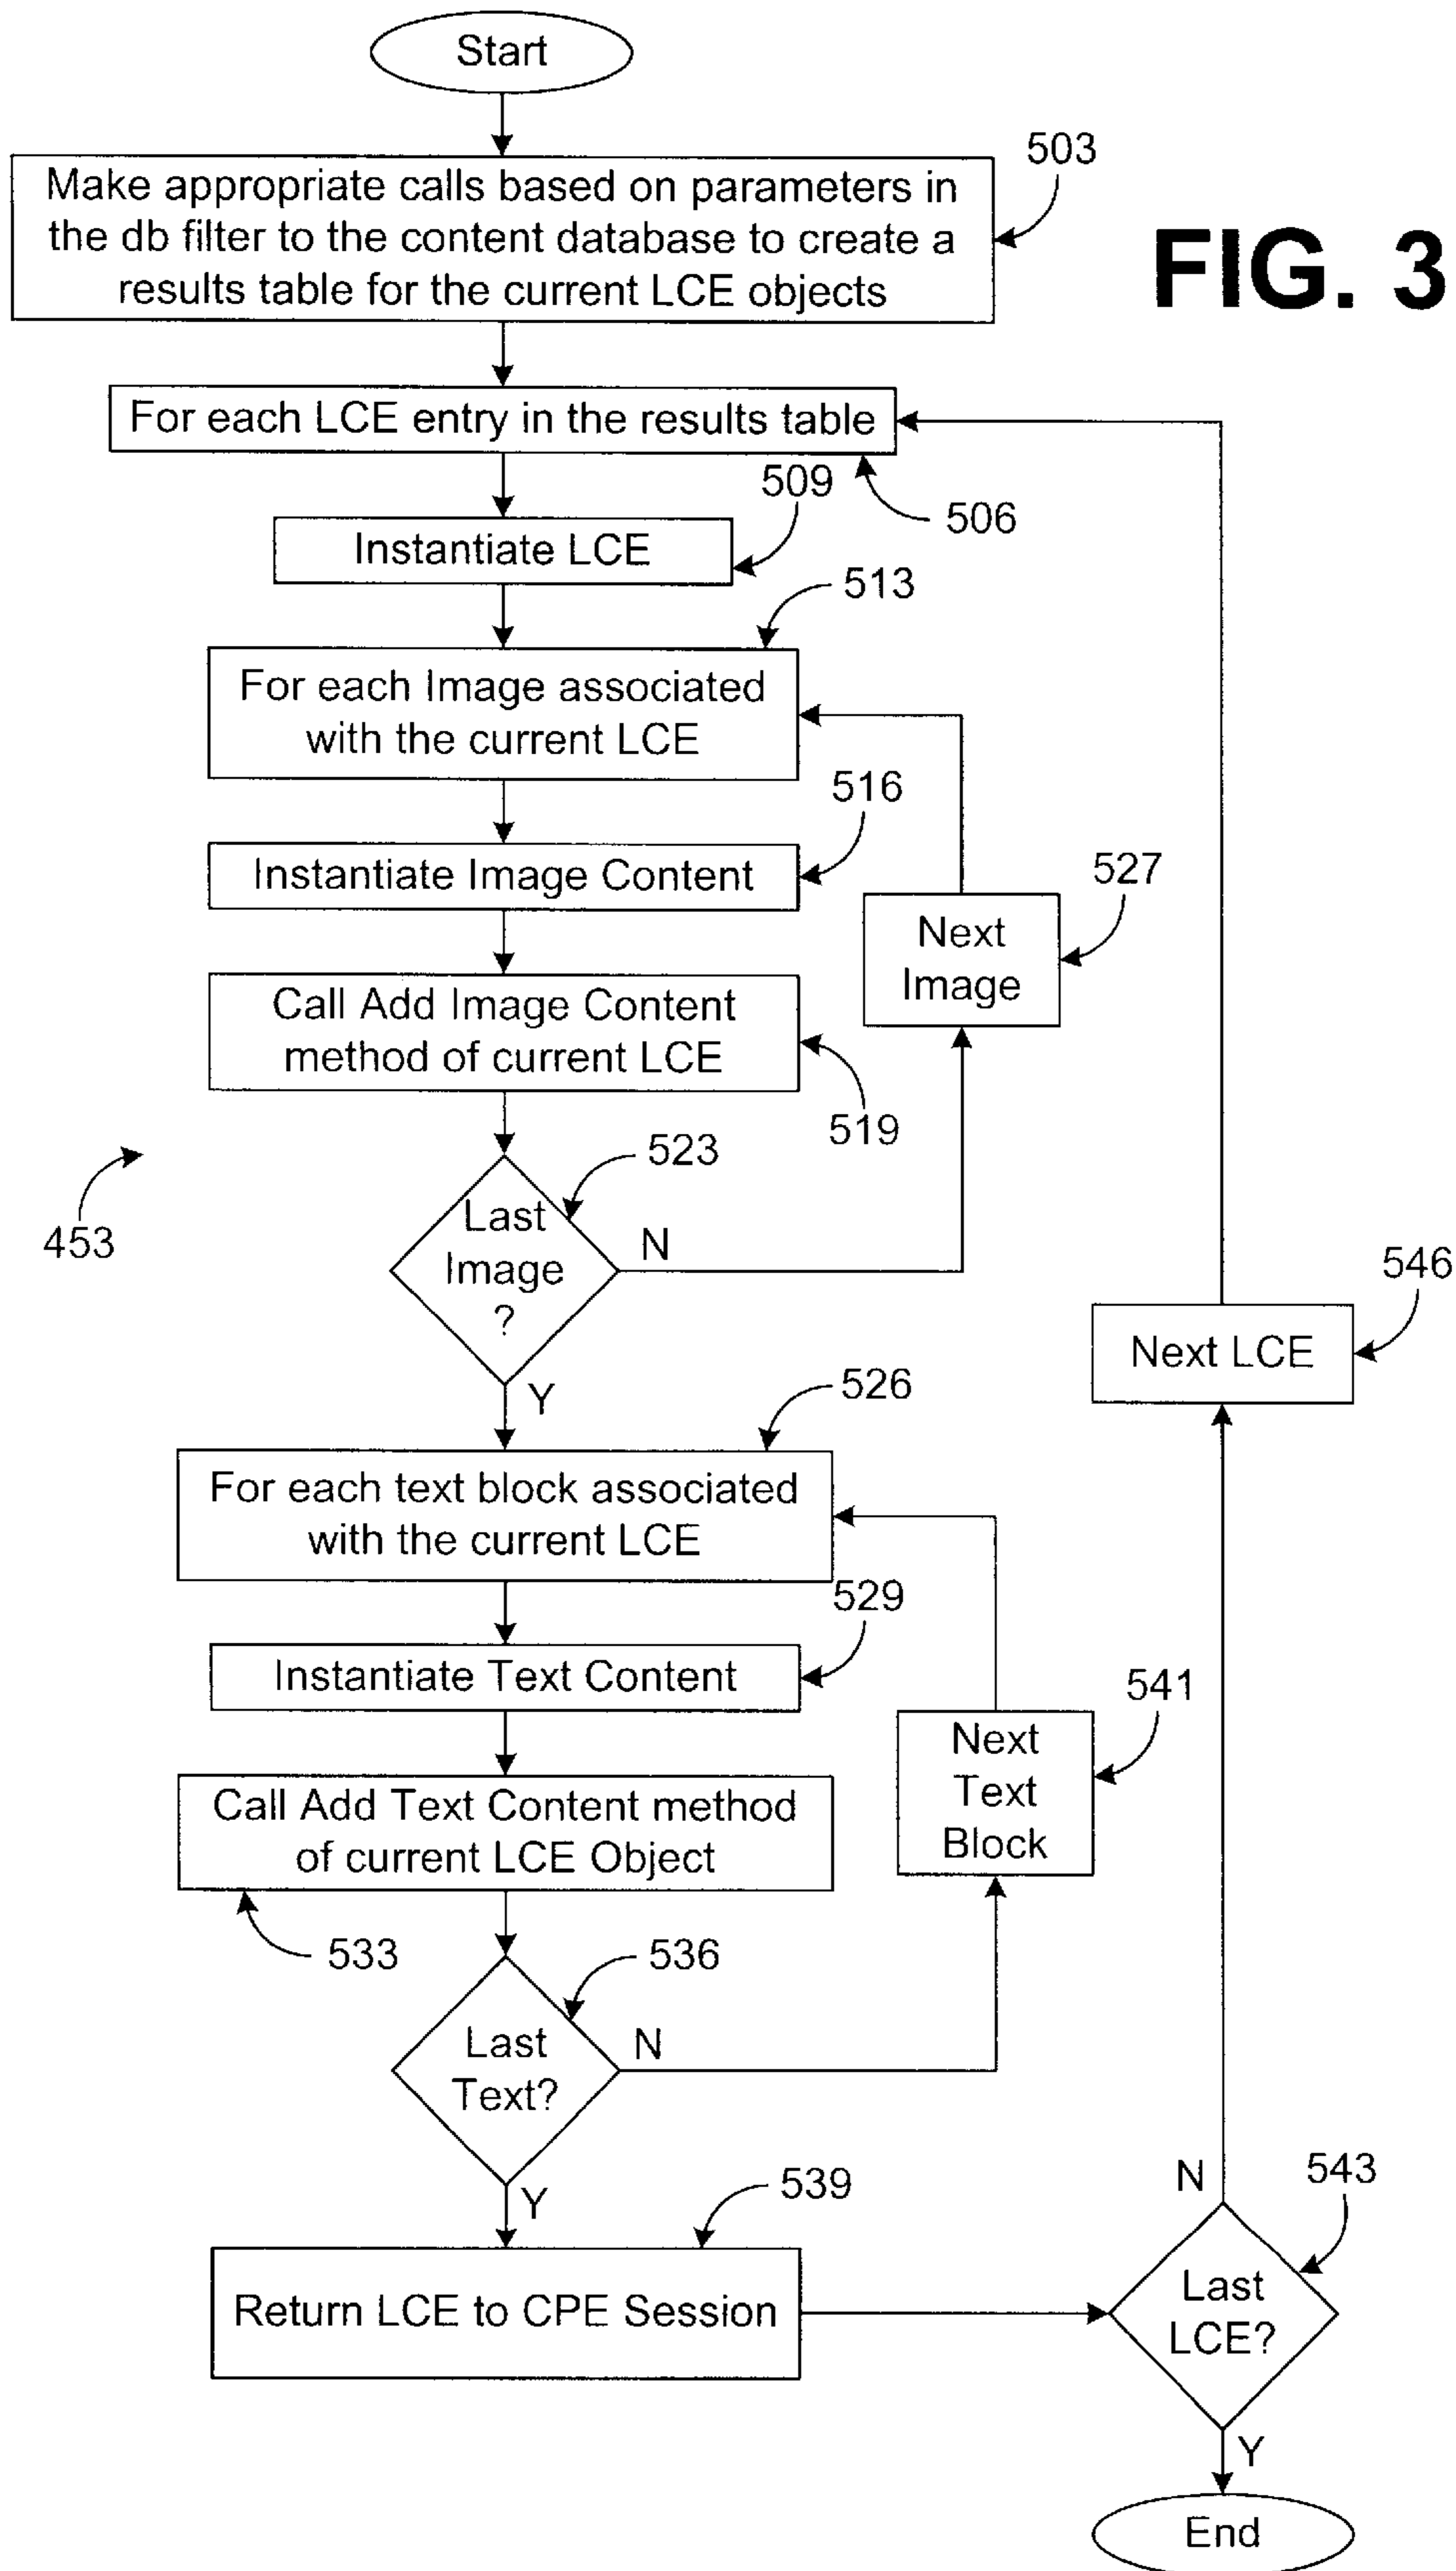 Start
503
Make appropriate calls based on parameters in
the db filter to the content database to create a
results table for the current LCE objects
FIG. 3
For each LCE entry in the results table
509
506
Instantiate LCE
513
For each Image associated
with the current LCE
516
Instantiate Image Content
527
Next
Image
Call Add Image Content
method of current LCE
519
523
453
Last
Image
?
N
546
Next LCE
Y
526
For each text block associated
with the current LCE
529
Instantiate Text Content
541
Next
Text
Block
Call Add Text Content method
of current LCE Object
533
536
Last
Text?
N
Y
539
N
543
Return LCE to CPE Session
Last
LCE?
Y
End